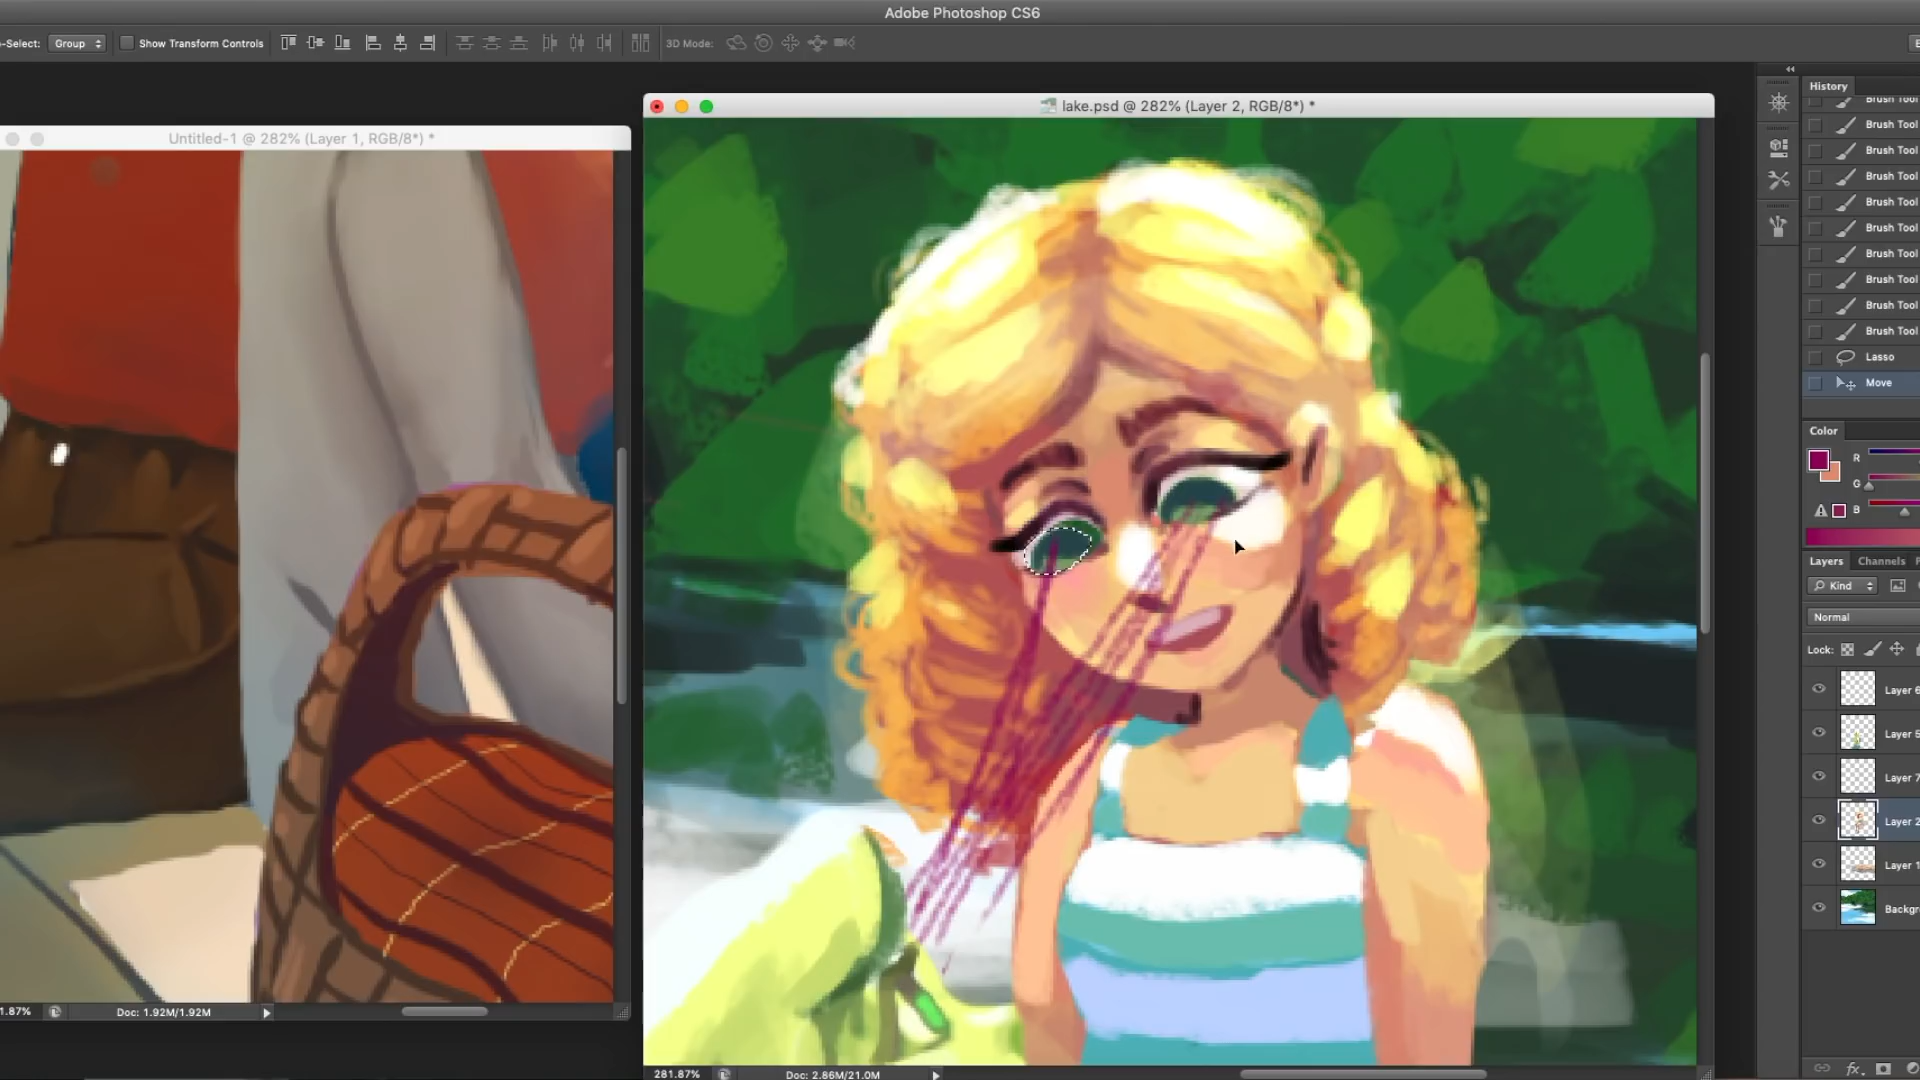 Adobe Photoshop CS6
-Select: Group Show Transform Controls 3D Mode:
Untitled-1 @ 282% (Layer 1, RGB/8*) *
lake.psd @ 282% (Layer 2, RGB/8*) *
History
Brush Tool
Brush Tool
Brush Tool
Brush Tool
Brush Tool
Brush Tool
Brush Tool
Brush Tool
Brush Tool
Brush Tool
Lasso
Move
Color
R
G
B
Layers Channels P
Kind
Normal
Lock:
Layer 6
Layer 5
Layer 7
Layer 2
Layer 1
Backgr
fx
1.87% Doc: 1.92M/1.92M
281.87% Doc: 2.86M/21.0M